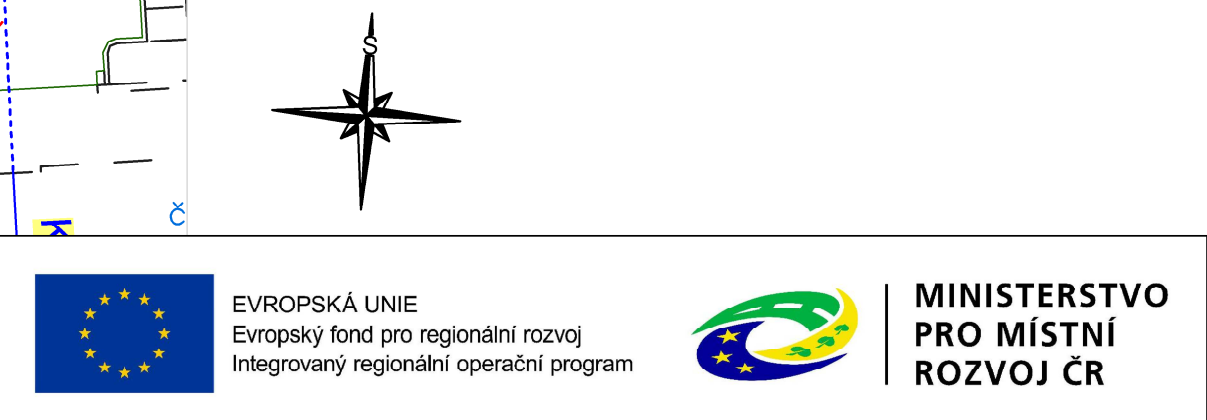 S
K
Č
EVROPSKÁ UNIE
Evropský fond pro regionální rozvoj
Integrovaný regionální operační program
MINISTERSTVO
PRO MÍSTNÍ
ROZVOJ ČR